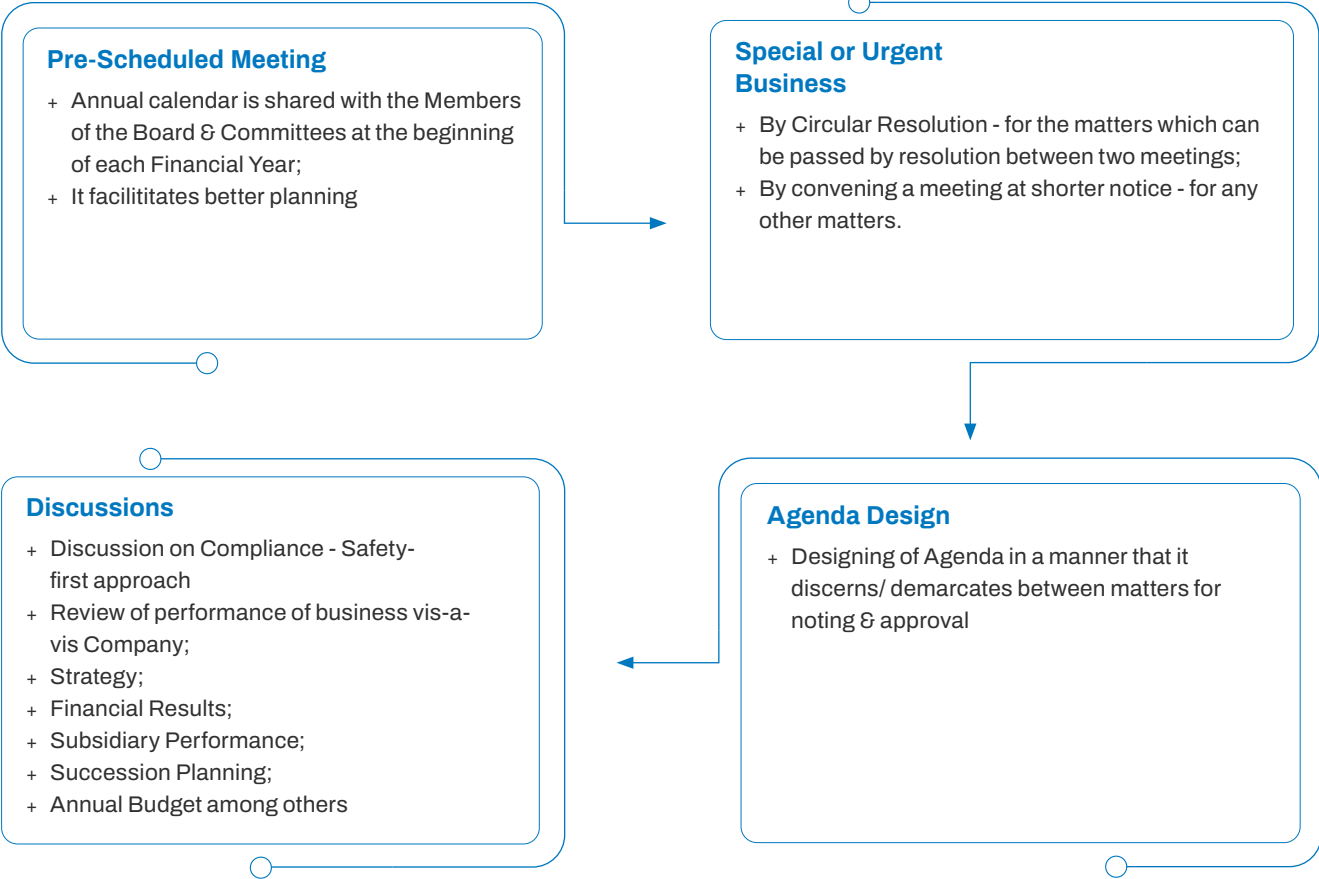 Pre-Scheduled Meeting
+ Annual calendar is shared with the Members
of the Board & Committees at the beginning
of each Financial Year;
+ It facilititates better planning
Special or Urgent
Business
+ By Circular Resolution - for the matters which can
be passed by resolution between two meetings;
+ By convening a meeting at shorter notice - for any
other matters.
Agenda Design
+ Designing of Agenda in a manner that it
discerns/ demarcates between matters for
noting & approval
Discussions
+ Discussion on Compliance - Safety-
first approach
+ Review of performance of business vis-a-
vis Company;
+ Strategy;
+ Financial Results;
+ Subsidiary Performance;
+ Succession Planning;
+ Annual Budget among others